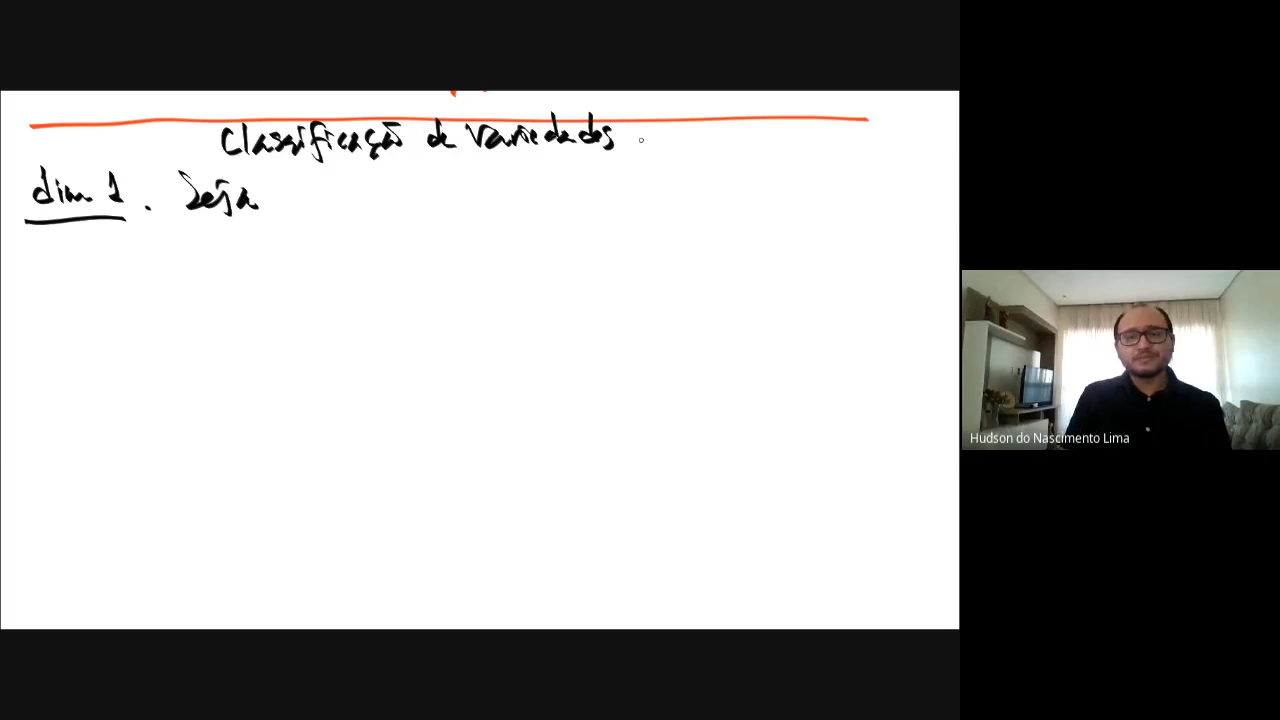 Classificação de Variedades.
dim 1. Seja
Hudson do Nascimento Lima